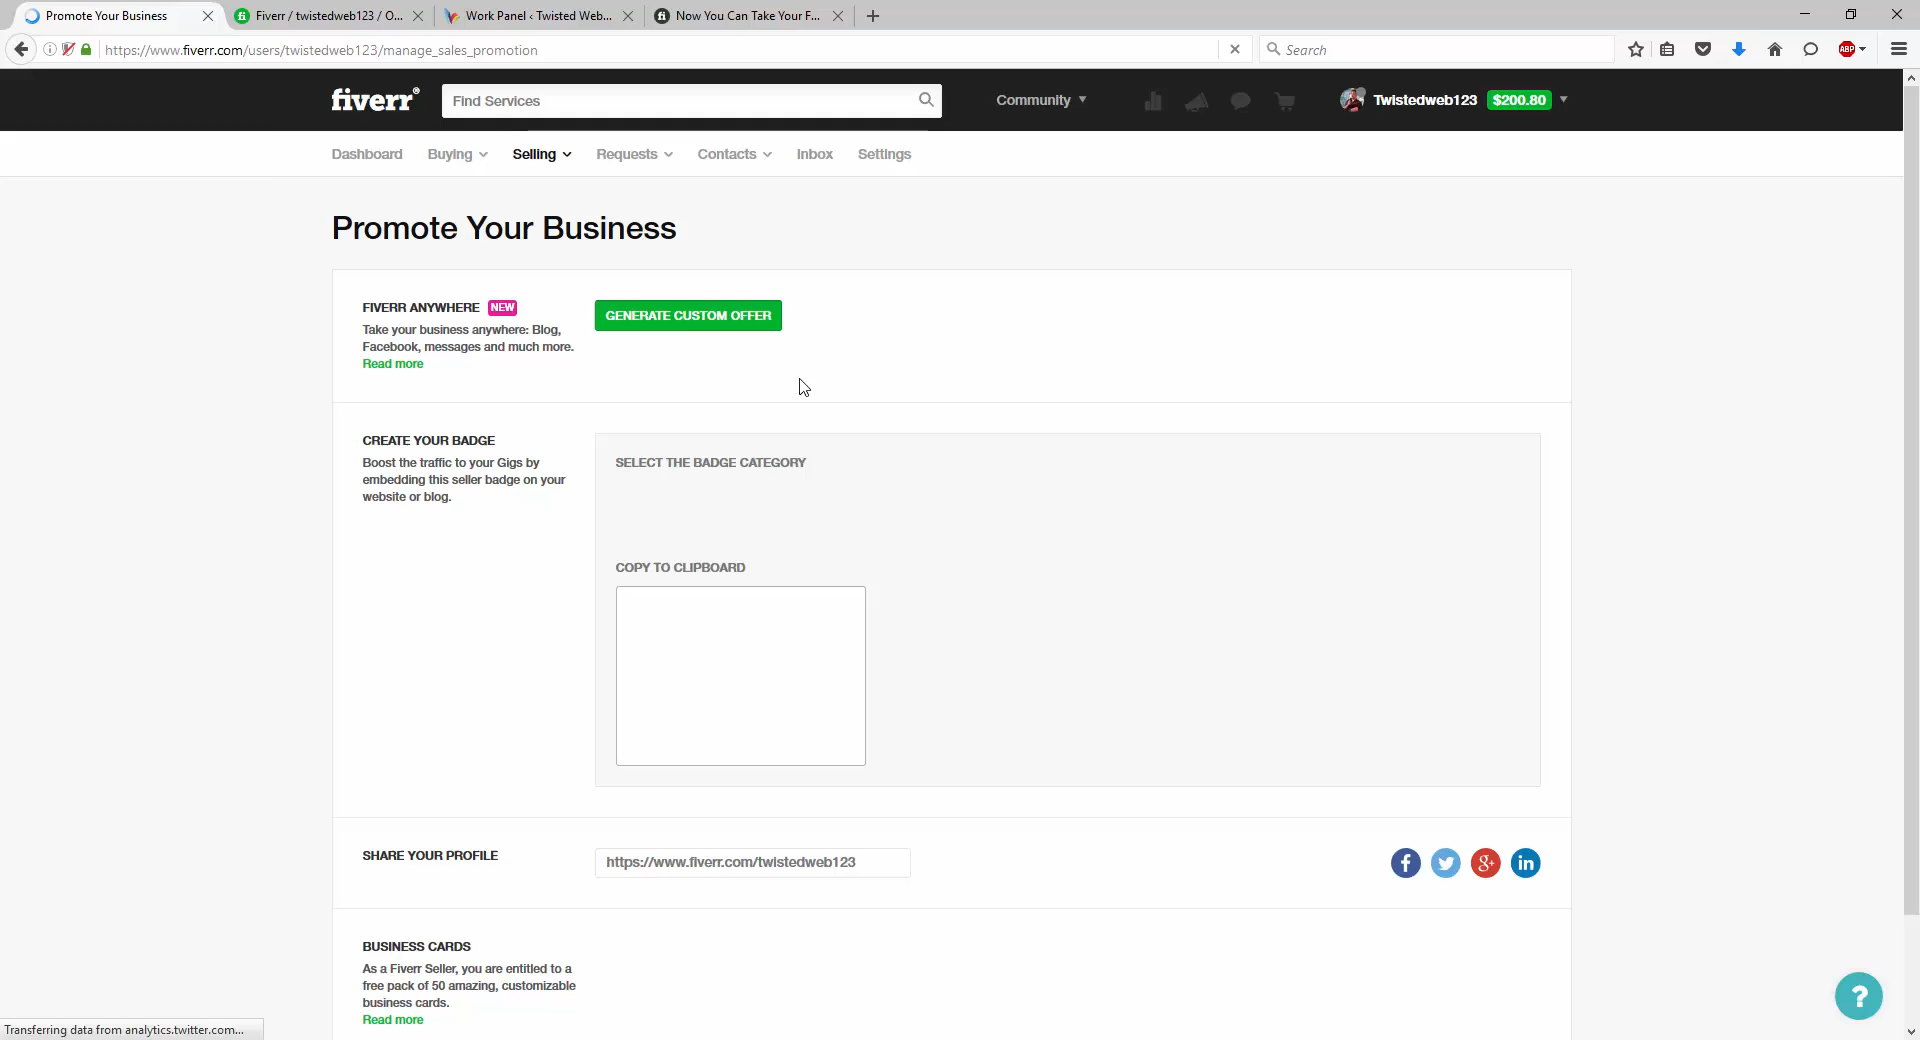 Promote Your Business
Fiverr / twistedweb123 / O...
Work Panel ‹ Twisted Web...
Now You Can Take Your F...
https://www.fiverr.com/users/twistedweb123/manage_sales_promotion
Search
ABP
fiverr®
Find Services
Community
Twistedweb123
$200.80
Dashboard
Buying
Selling
Requests
Contacts
Inbox
Settings
Promote Your Business
FIVERR ANYWHERE NEW
Take your business anywhere: Blog,
Facebook, messages and much more.
Read more
GENERATE CUSTOM OFFER
CREATE YOUR BADGE
Boost the traffic to your Gigs by
embedding this seller badge on your
website or blog.
SELECT THE BADGE CATEGORY
COPY TO CLIPBOARD
SHARE YOUR PROFILE
https://www.fiverr.com/twistedweb123
BUSINESS CARDS
As a Fiverr Seller, you are entitled to a
free pack of 50 amazing, customizable
business cards.
Read more
Transferring data from analytics.twitter.com...